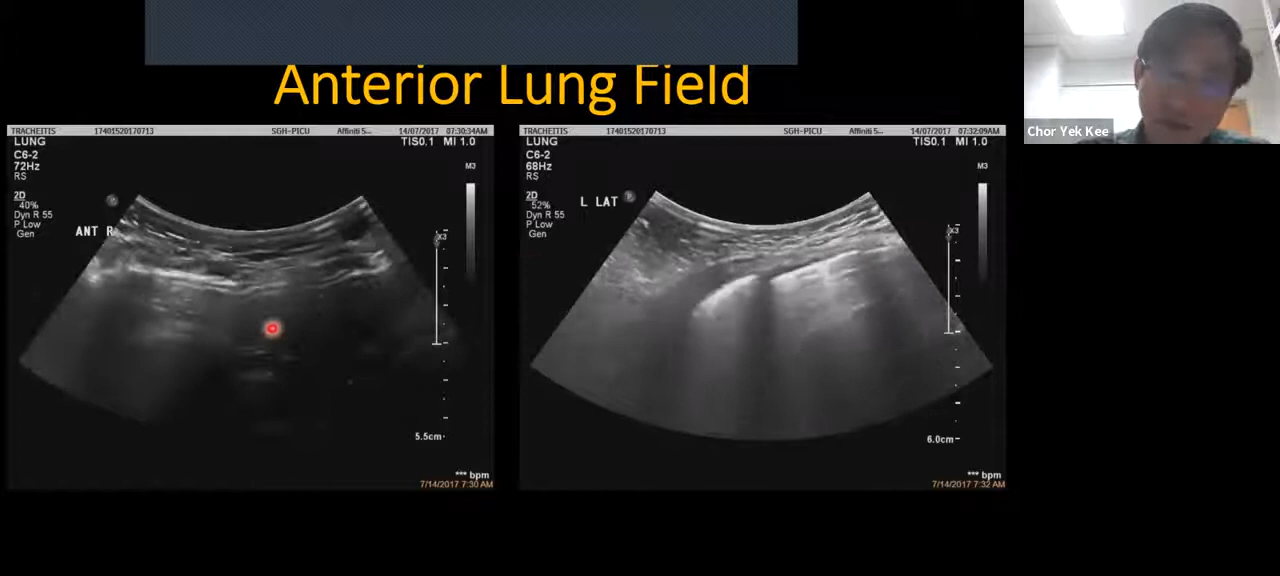 Anterior Lung Field
TRACHEITIS 17401520170713 SGH-PICU Affiniti 5... 14/07/2017 07:30:34AM
LUNG TIS0.1 MI 1.0
C6-2
72Hz
RS
M3
2D
40%
Dyn R 55
P Low
Gen
ANT R
X3
5.5cm
*** bpm
7/14/2017 7:30 AM
TRACHEITIS 17401520170713 SGH-PICU Affiniti 5... 14/07/2017 07:32:09AM
LUNG TIS0.1 MI 1.0
C6-2
68Hz
RS
M3
2D
52%
Dyn R 55
P Low
Gen
L LAT
X3
6.0cm
*** bpm
7/14/2017 7:32 AM
Chor Yek Kee